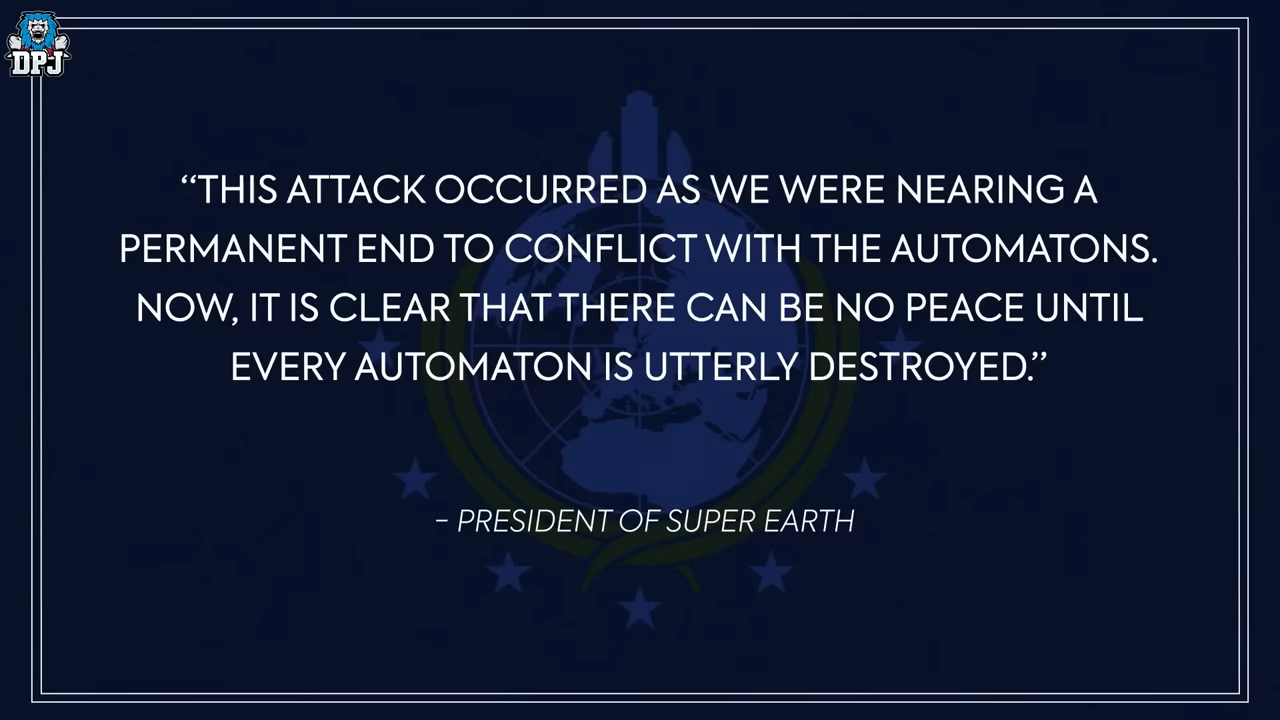 DPJ
“THIS ATTACK OCCURRED AS WE WERE NEARING A
PERMANENT END TO CONFLICT WITH THE AUTOMATONS.
NOW, IT IS CLEAR THAT THERE CAN BE NO PEACE UNTIL
EVERY AUTOMATON IS UTTERLY DESTROYED.”
– PRESIDENT OF SUPER EARTH